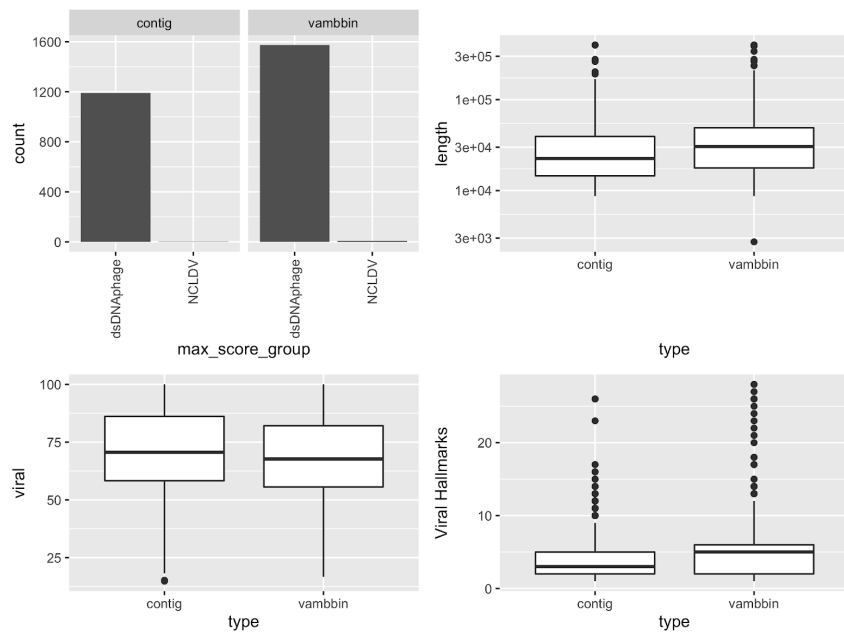 contig
vambbin
1600
1200
800
400
0
count
dsDNAphage
NCLDV
dsDNAphage
NCLDV
max_score_group
3e+05
1e+05
3e+04
1e+04
3e+03
length
contig
vambbin
type
100
75
50
25
viral
contig
vambbin
type
20
10
0
Viral Hallmarks
contig
vambbin
type